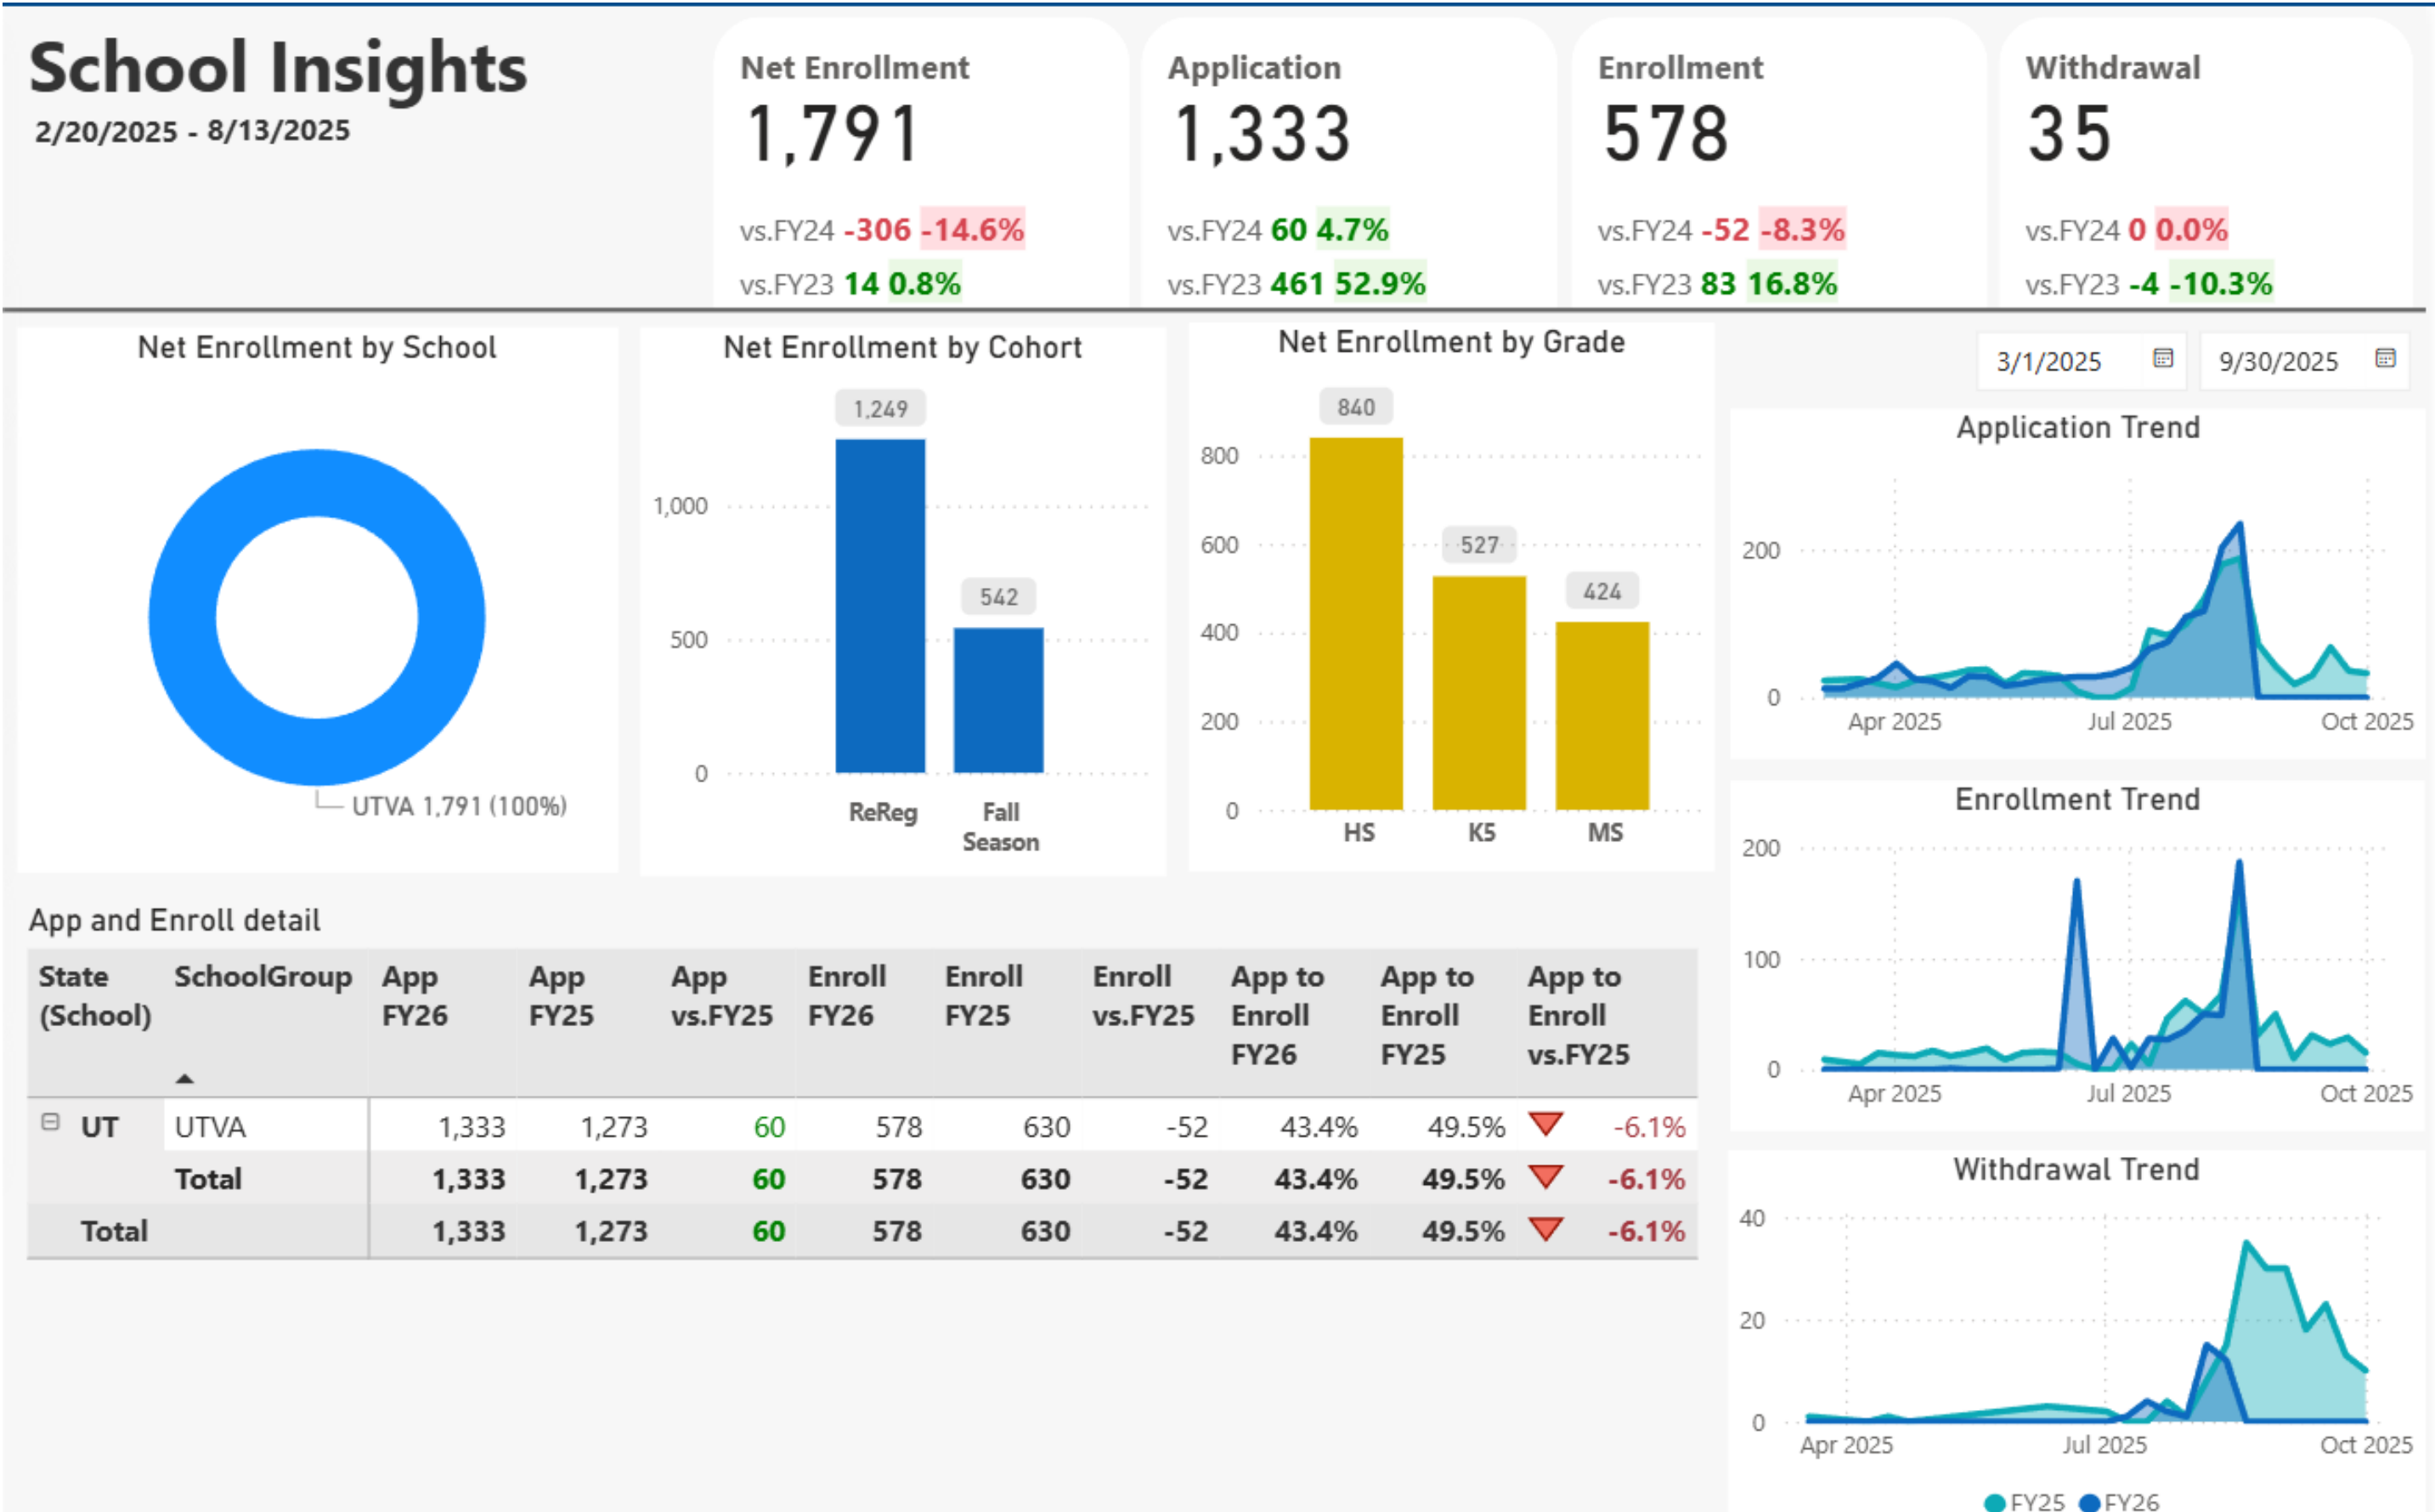 School Insights
2/20/2025 - 8/13/2025
Net Enrollment
1,791
vs.FY24 -306 -14.6%
vs.FY23 14 0.8%
Application
1,333
vs.FY24 60 4.7%
vs.FY23 461 52.9%
Enrollment
578
vs.FY24 -52 -8.3%
vs.FY23 83 16.8%
Withdrawal
35
vs.FY24 0 0.0%
vs.FY23 -4 -10.3%
Net Enrollment by School
UTVA 1,791 (100%)
Net Enrollment by Cohort
1,249
1,000
542
500
0
ReReg
Fall
Season
Net Enrollment by Grade
840
800
600
527
424
400
200
0
HS K5 MS
3/1/2025 9/30/2025
Application Trend
200
0
Apr 2025 Jul 2025 Oct 2025
Enrollment Trend
200
100
0
Apr 2025 Jul 2025 Oct 2025
Withdrawal Trend
40
20
0
Apr 2025 Jul 2025 Oct 2025
FY25 FY26
App and Enroll detail
State (School) SchoolGroup App FY26 App FY25 App vs.FY25 Enroll FY26 Enroll FY25 Enroll vs.FY25 App to Enroll FY26 App to Enroll FY25 App to Enroll vs.FY25
UT UTVA 1,333 1,273 60 578 630 -52 43.4% 49.5% -6.1%
Total 1,333 1,273 60 578 630 -52 43.4% 49.5% -6.1%
Total 1,333 1,273 60 578 630 -52 43.4% 49.5% -6.1%